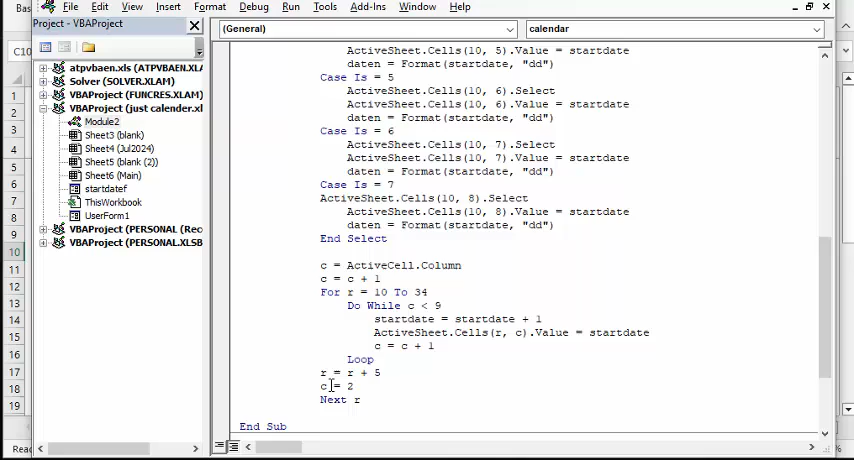 Bas
File Edit View Insert Format Debug Run Tools Add-Ins Window Help
Project - VBAProject
(General) calendar
C10
atpvbaen.xls (ATPVBAEN.XLA
Solver (SOLVER.XLAM)
VBAProject (FUNCRES.XLAM)
VBAProject (just calender.xl
Module2
Sheet3 (blank)
Sheet4 (Jul2024)
Sheet5 (blank (2))
Sheet6 (Main)
startdatef
ThisWorkbook
UserForm1
VBAProject (PERSONAL (Rec
VBAProject (PERSONAL.XLSB
1
2
3
4
5
6
7
8
9
10
11
12
13
14
15
16
17
18
19
ActiveSheet.Cells(10, 5).Value = startdate
daten = Format(startdate, "dd")
Case Is = 5
ActiveSheet.Cells(10, 6).Select
ActiveSheet.Cells(10, 6).Value = startdate
daten = Format(startdate, "dd")
Case Is = 6
ActiveSheet.Cells(10, 7).Select
ActiveSheet.Cells(10, 7).Value = startdate
daten = Format(startdate, "dd")
Case Is = 7
ActiveSheet.Cells(10, 8).Select
ActiveSheet.Cells(10, 8).Value = startdate
daten = Format(startdate, "dd")
End Select
c = ActiveCell.Column
c = c + 1
For r = 10 To 34
Do While c < 9
startdate = startdate + 1
ActiveSheet.Cells(r, c).Value = startdate
c = c + 1
Loop
r = r + 5
c = 2
Next r
End Sub
Read
%